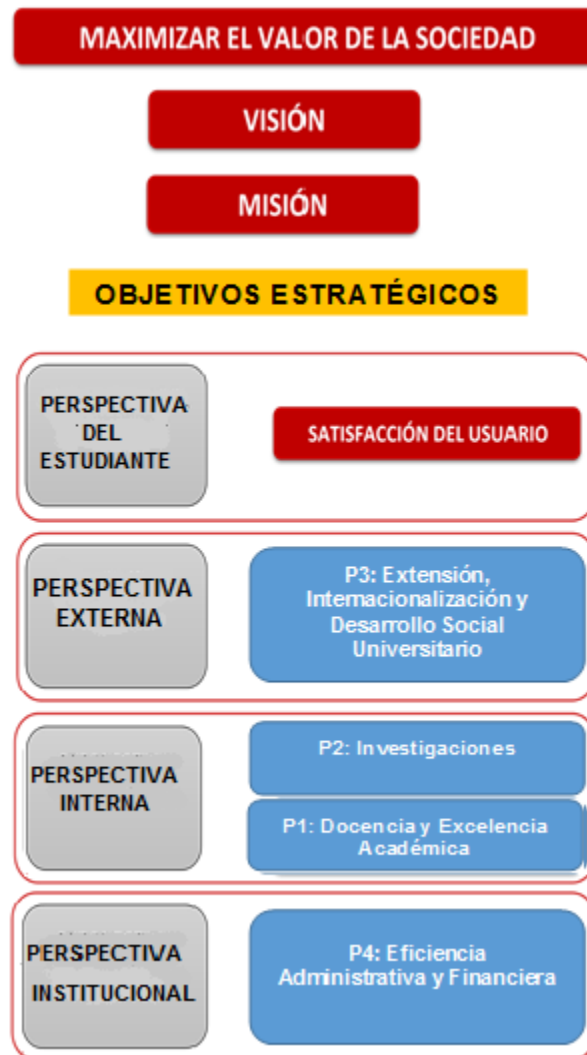 MAXIMIZAR EL VALOR DE LA SOCIEDAD
VISIÓN
MISIÓN
OBJETIVOS ESTRATÉGICOS
PERSPECTIVA
DEL
ESTUDIANTE
SATISFACCIÓN DEL USUARIO
PERSPECTIVA
EXTERNA
P3: Extensión,
Internacionalización y
Desarrollo Social
Universitario
PERSPECTIVA
INTERNA
P2: Investigaciones
P1: Docencia y Excelencia
Académica
PERSPECTIVA
INSTITUCIONAL
P4: Eficiencia
Administrativa y Financiera